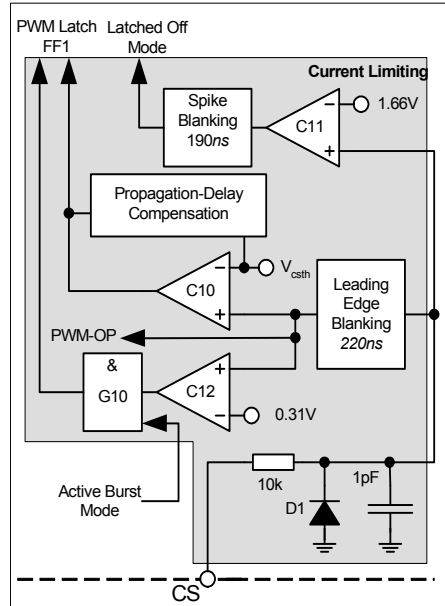 PWM Latch
FF1
Latched Off
Mode
Current Limiting
Spike
Blanking
190ns
C11
1.66V
Propagation-Delay
Compensation
C10
Vcsth
Leading
Edge
Blanking
220ns
PWM-OP
&
G10
C12
0.31V
Active Burst
Mode
10k
D1
1pF
CS